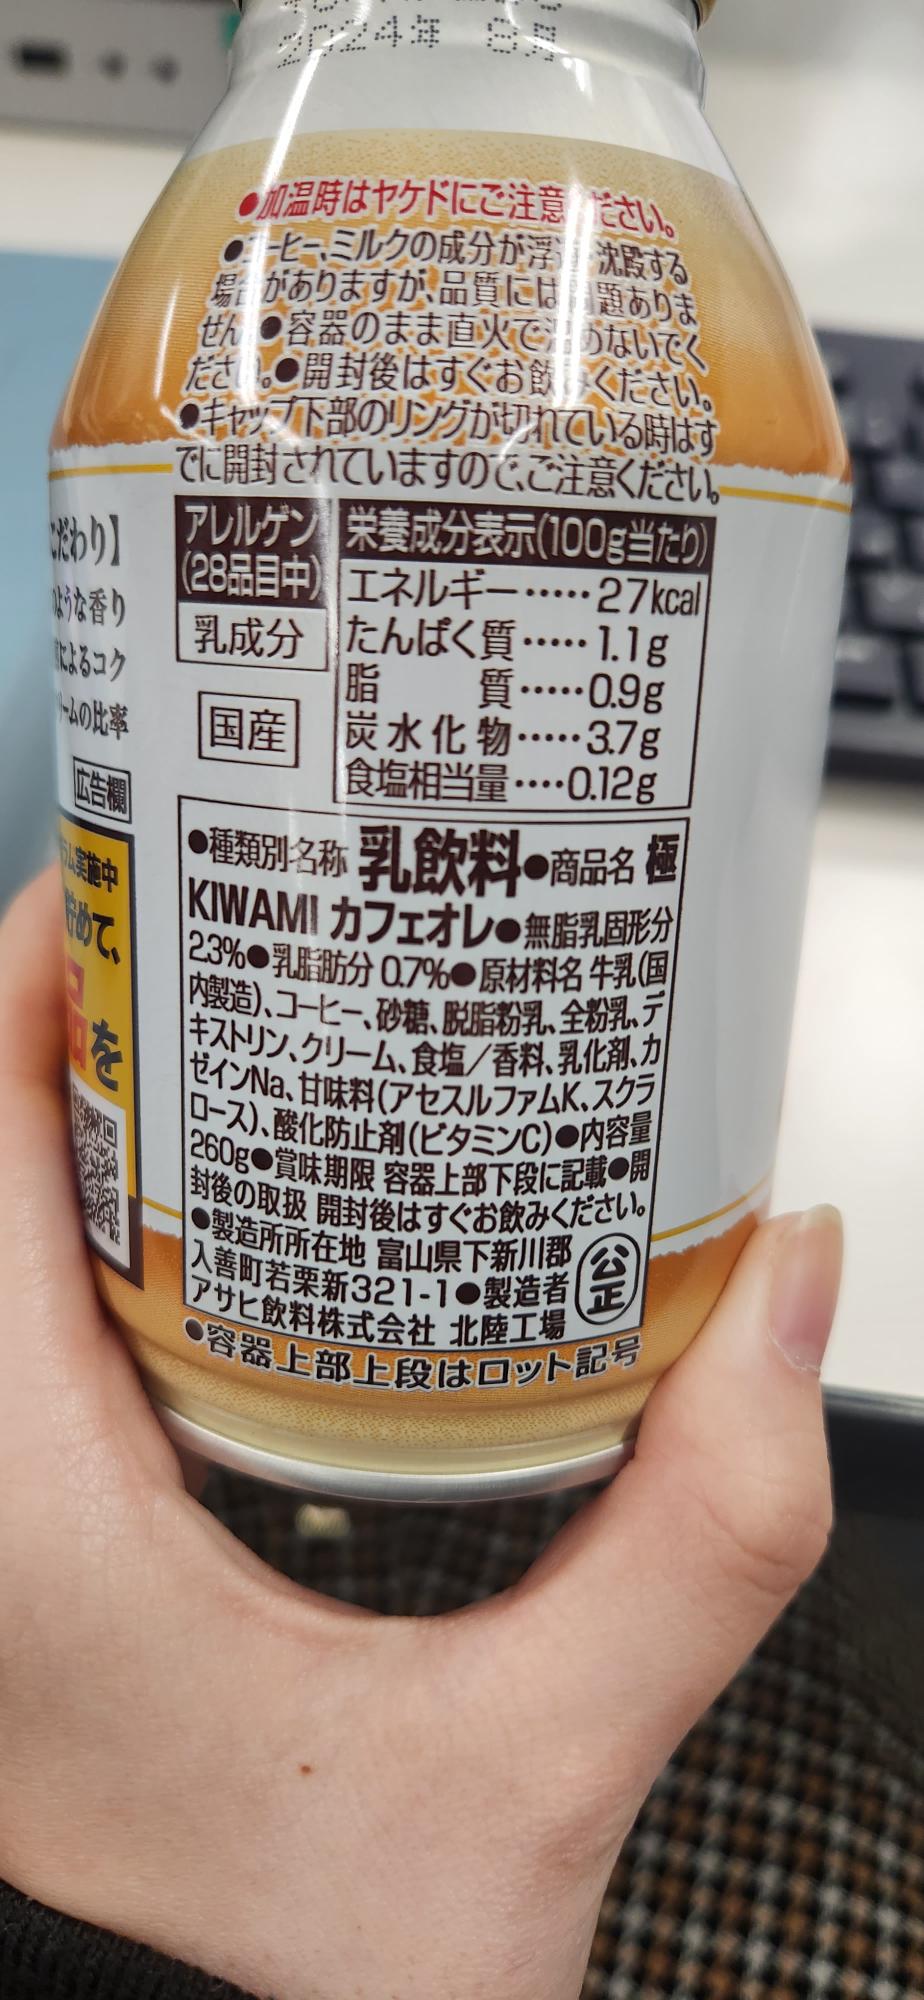 2024年 6月
●加温時はヤケドにご注意ください。
●コーヒー、ミルクの成分が浮遊・沈殿する
場合がありますが、品質には問題ありま
せん。●容器のまま直火で温めないでく
ださい。●開封後はすぐお飲みください。
●キャップ下部のリングが切れている時はす
でに開封されていますので、ご注意ください。
こだわり】
のような香り
によるコク
リームの比率
広告欄
ラム実施中
貯めて、
品を
アレルゲン
(28品目中)
乳成分
国産
栄養成分表示(100g当たり)
エネルギー・・・・・27kcal
たんぱく質・・・・・1.1g
脂　質・・・・・0.9g
炭水化物・・・・・3.7g
食塩相当量・・・・0.12g
●種類別名称 乳飲料●商品名 極
KIWAMI カフェオレ●無脂乳固形分
2.3%●乳脂肪分 0.7%●原材料名 牛乳(国
内製造)、コーヒー、砂糖、脱脂粉乳、全粉乳、デ
キストリン、クリーム、食塩／香料、乳化剤、カ
ゼインNa、甘味料(アセスルファムK、スクラ
ロース)、酸化防止剤(ビタミンC)●内容量
260g●賞味期限 容器上部下段に記載●開
封後の取扱 開封後はすぐお飲みください。
●製造所所在地 富山県下新川郡
入善町若栗新321-1●製造者
アサヒ飲料株式会社 北陸工場
公正
●容器上部上段はロット記号